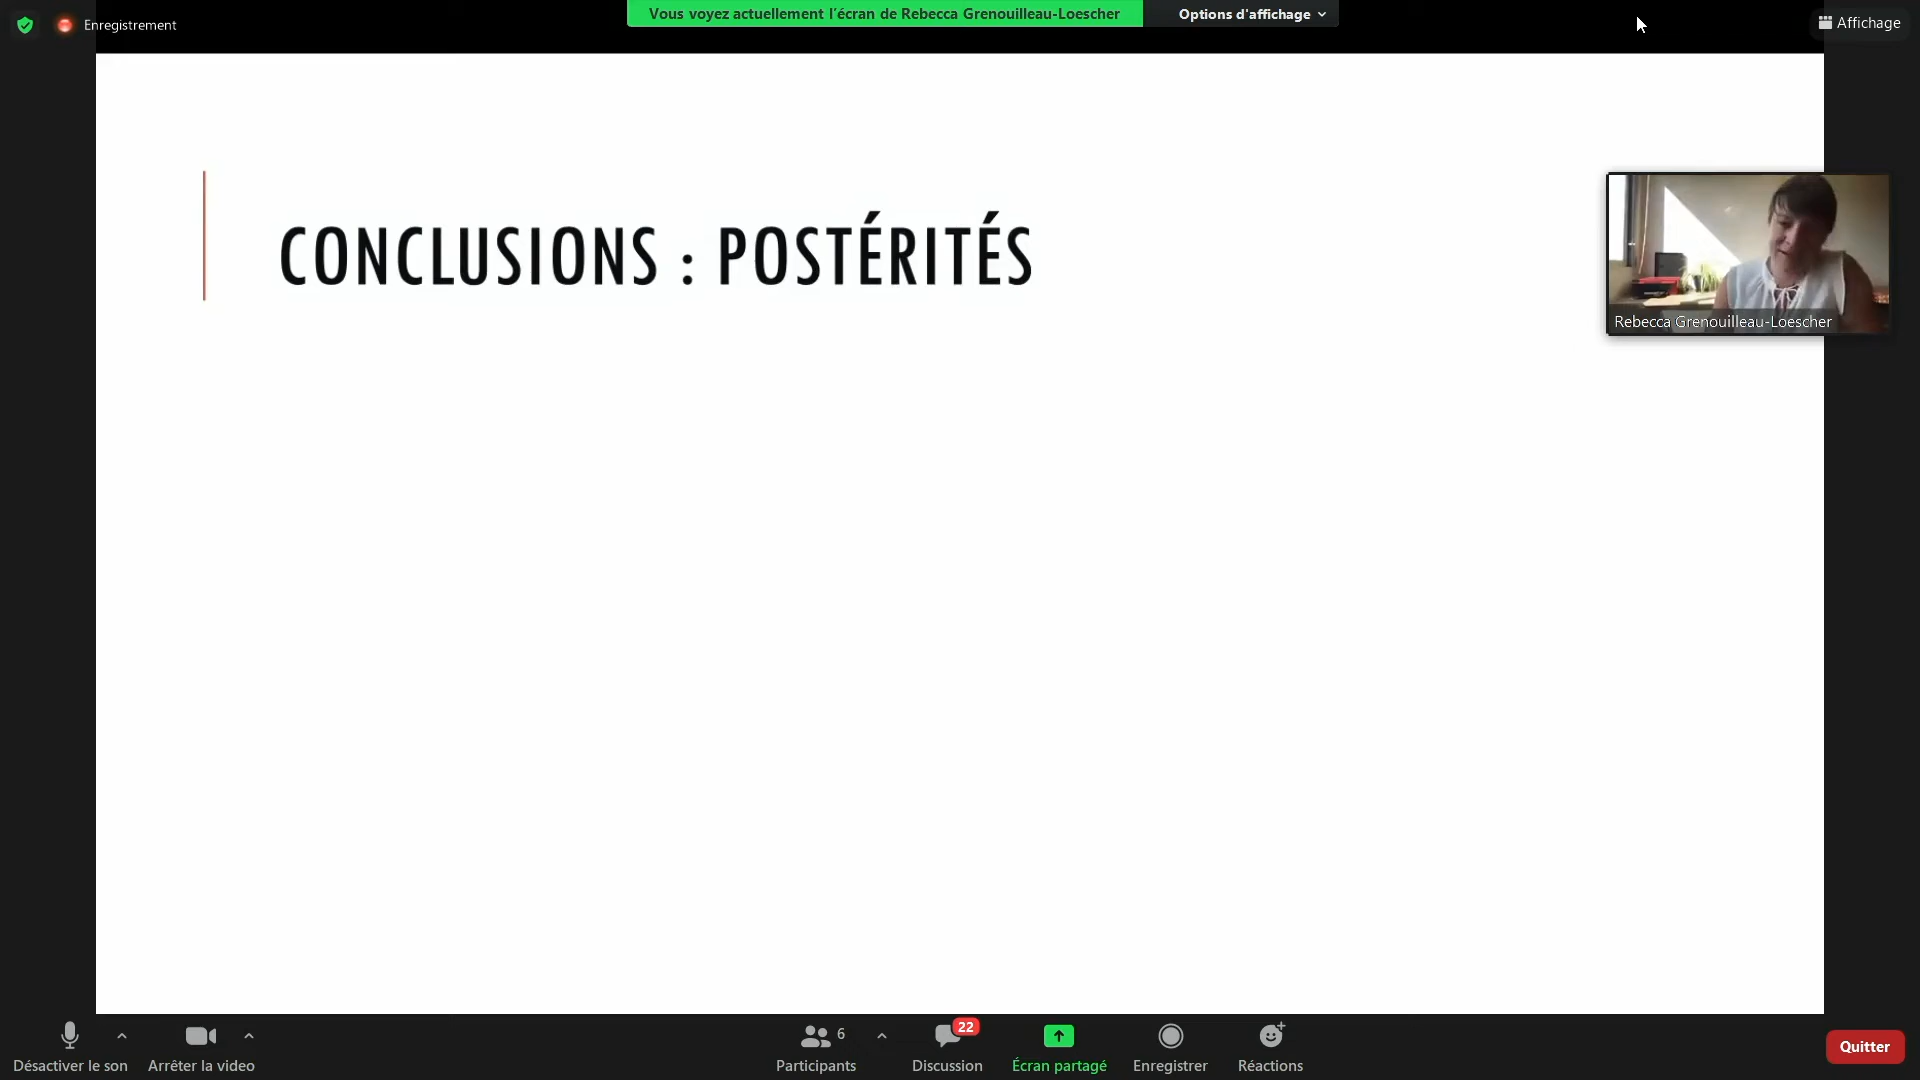 Enregistrement
Vous voyez actuellement l'écran de Rebecca Grenouilleau-Loescher
Options d'affichage
Affichage
CONCLUSIONS : POSTÉRITÉS
Rebecca Grenouilleau-Loescher
6
22
Désactiver le son
Arrêter la video
Participants
Discussion
Écran partagé
Enregistrer
Réactions
Quitter